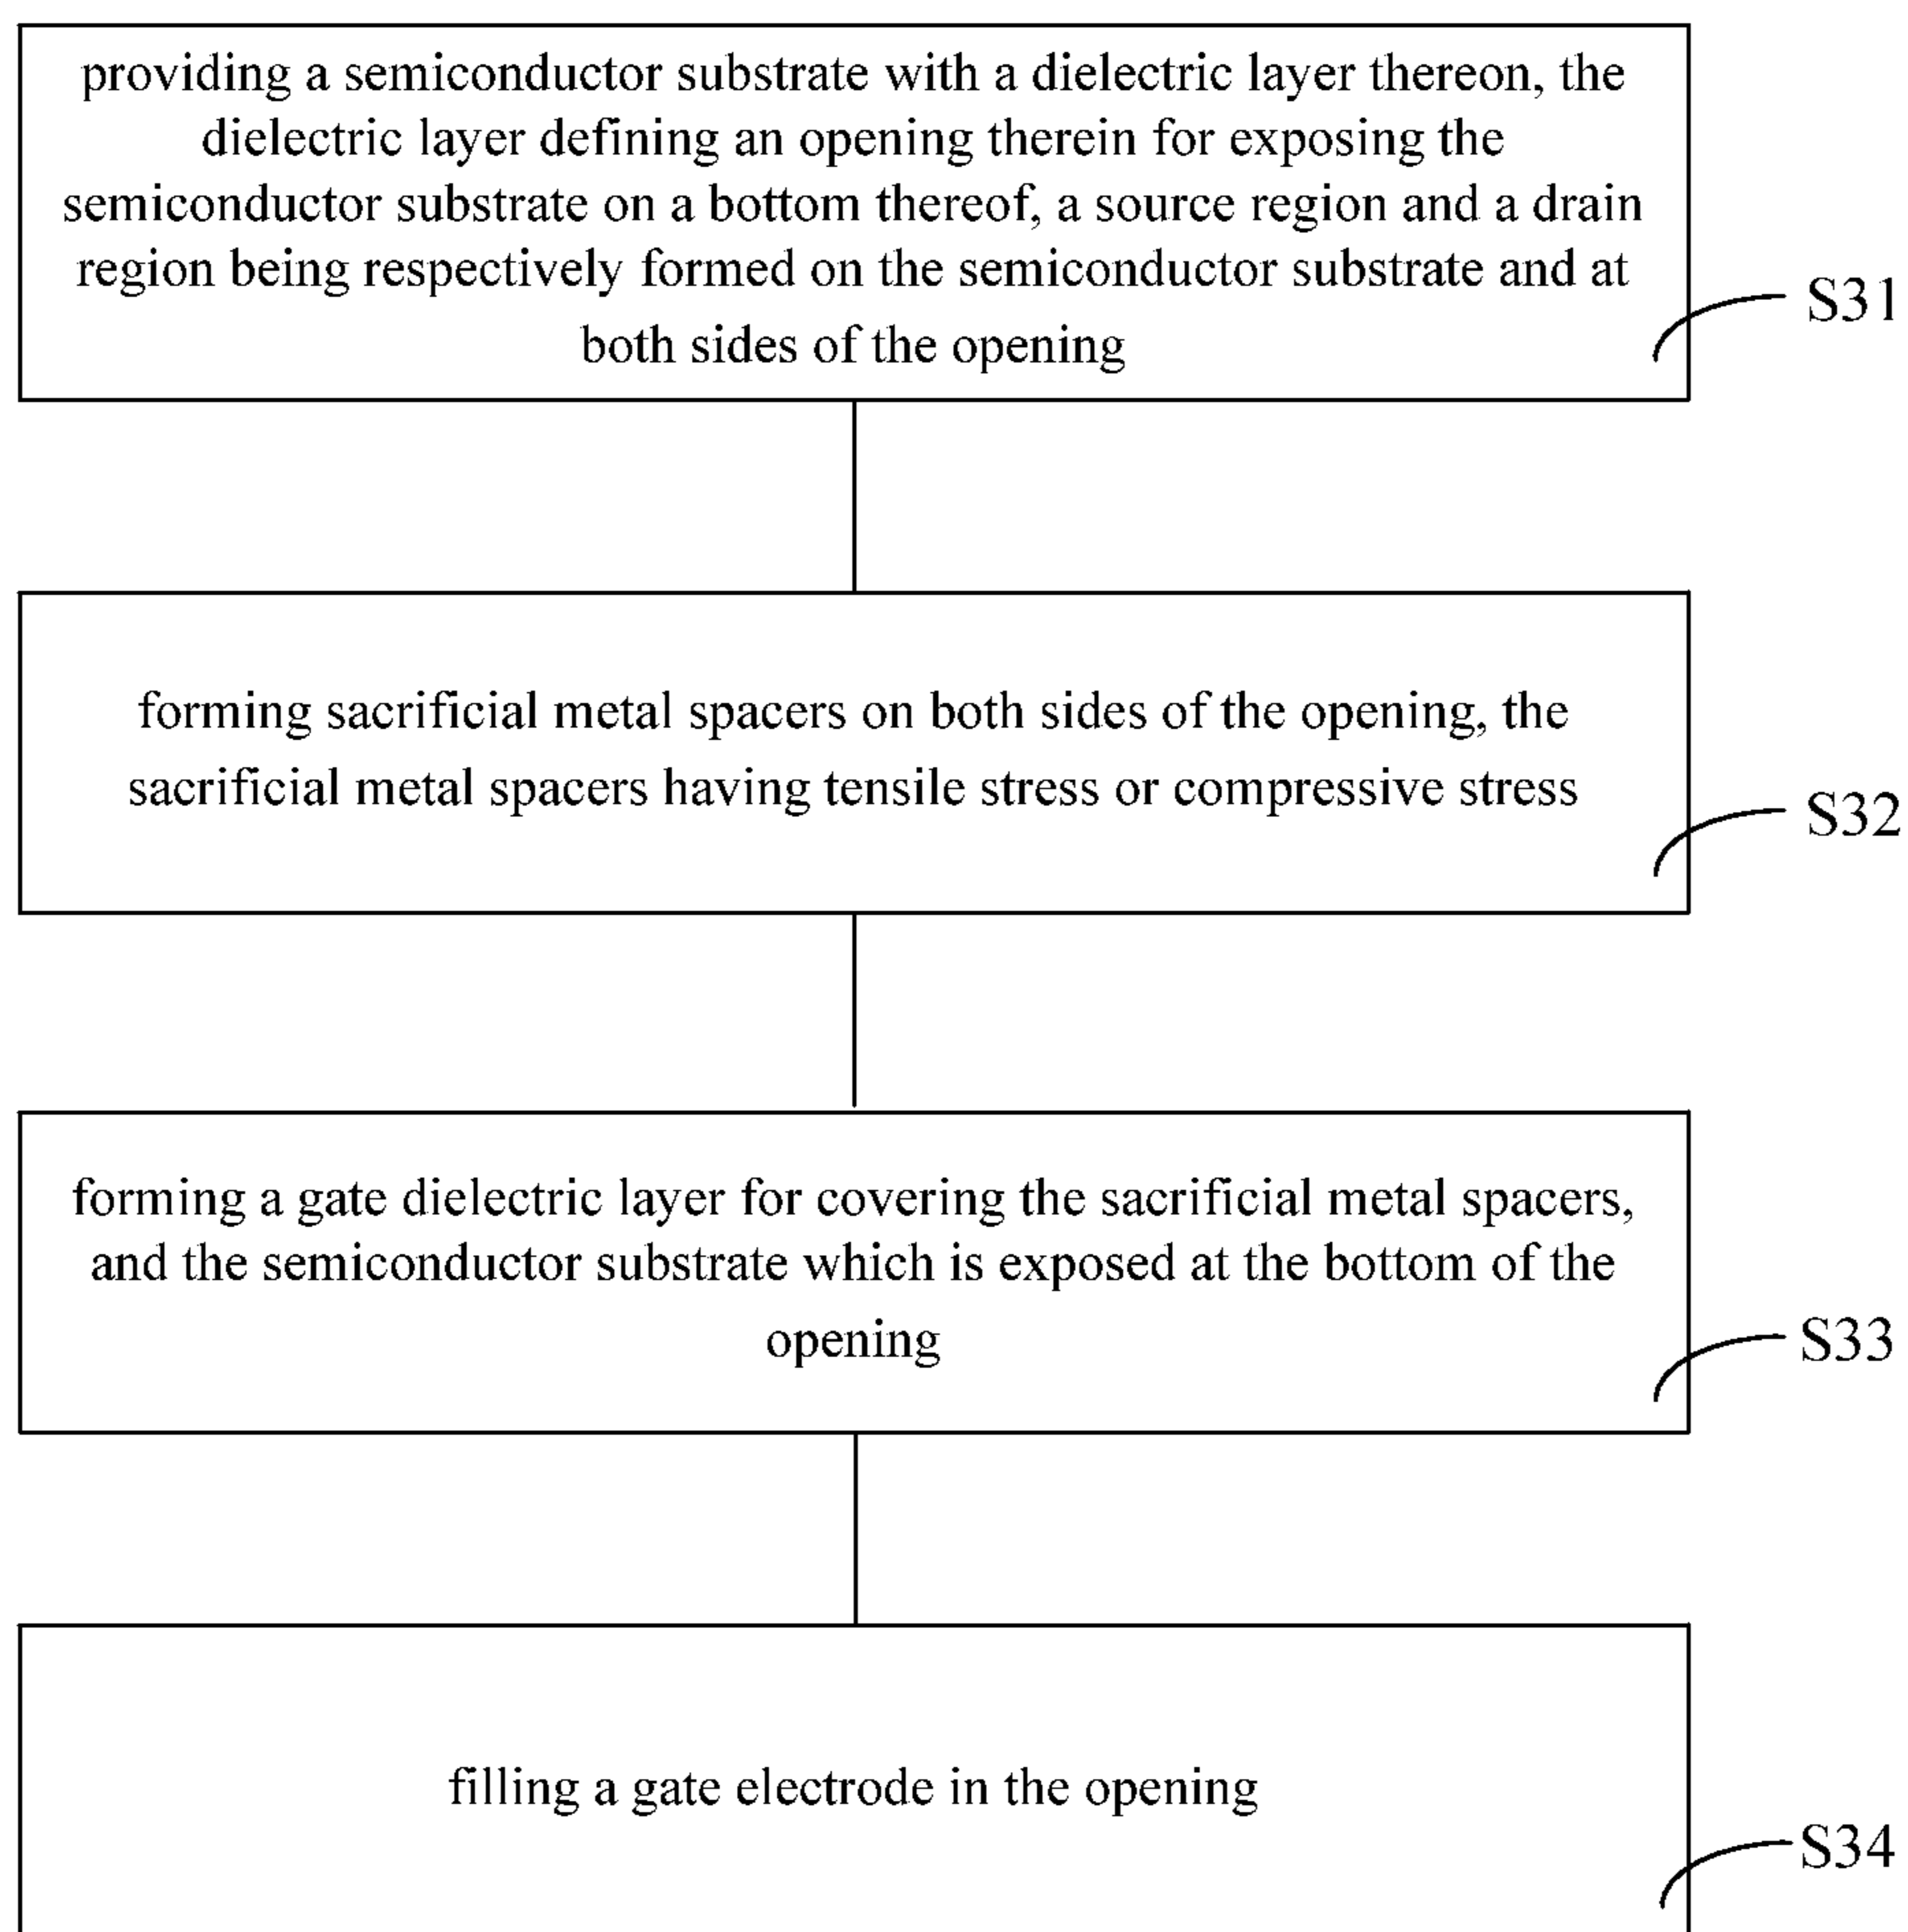 providing a semiconductor substrate with a dielectric layer thereon, the
dielectric layer defining an opening therein for exposing the
semiconductor substrate on a bottom thereof, a source region and a drain
region being respectively formed on the semiconductor substrate and at
both sides of the opening
S31
forming sacrificial metal spacers on both sides of the opening, the
sacrificial metal spacers having tensile stress or compressive stress
S32
forming a gate dielectric layer for covering the sacrificial metal spacers,
and the semiconductor substrate which is exposed at the bottom of the
opening
S33
filling a gate electrode in the opening
S34